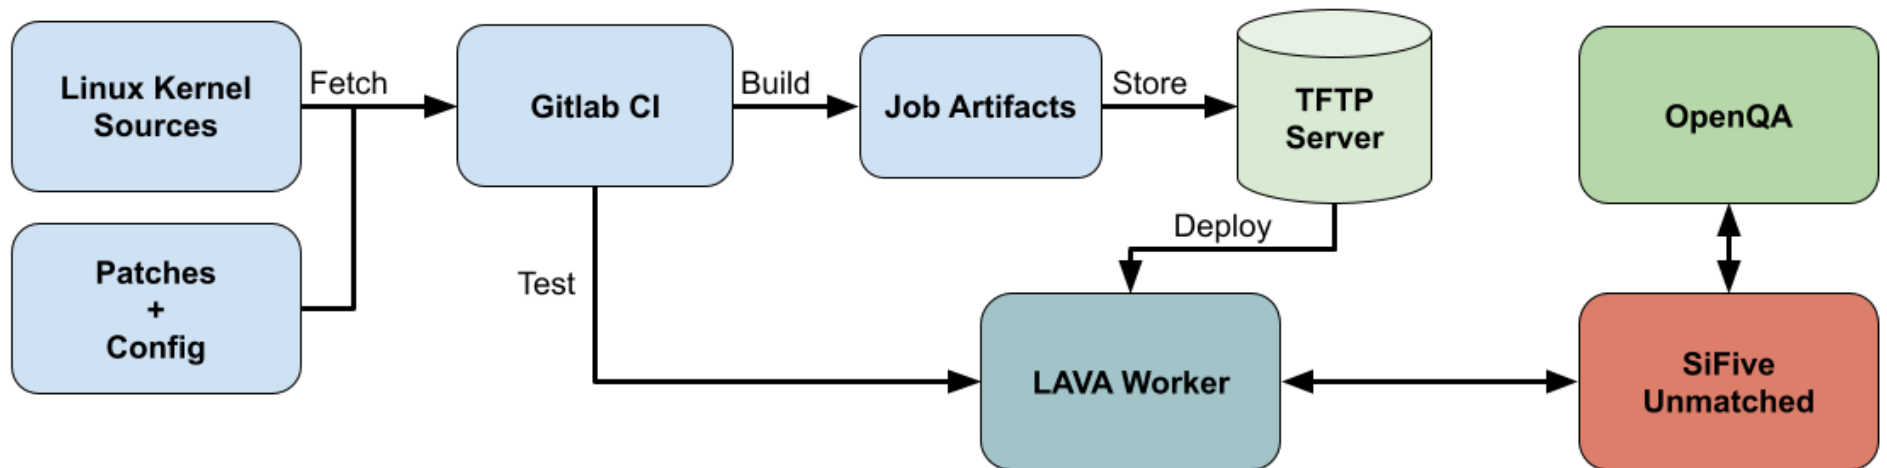 Linux Kernel
Sources
Fetch
Gitlab CI
Build
Job Artifacts
Store
TFTP
Server
OpenQA
Patches
+
Config
Test
Deploy
LAVA Worker
SiFive
Unmatched